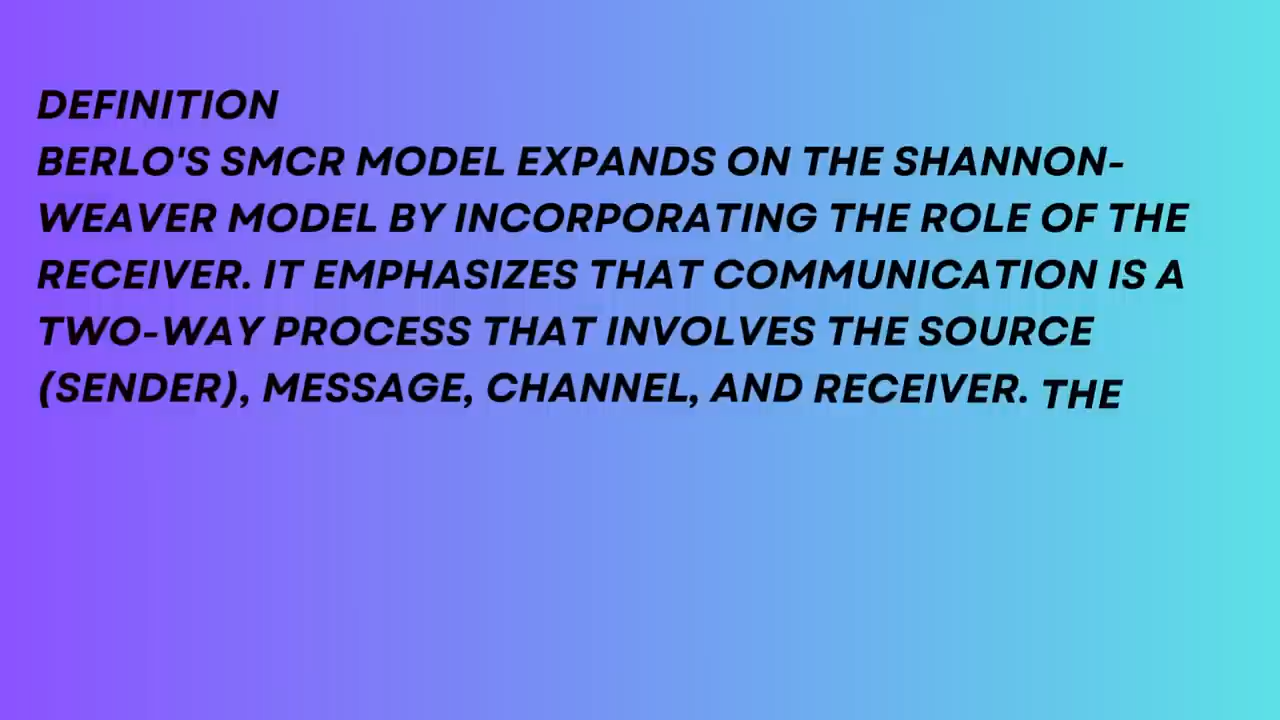 DEFINITION
BERLO'S SMCR MODEL EXPANDS ON THE SHANNON-
WEAVER MODEL BY INCORPORATING THE ROLE OF THE
RECEIVER. IT EMPHASIZES THAT COMMUNICATION IS A
TWO-WAY PROCESS THAT INVOLVES THE SOURCE
(SENDER), MESSAGE, CHANNEL, AND RECEIVER. THE